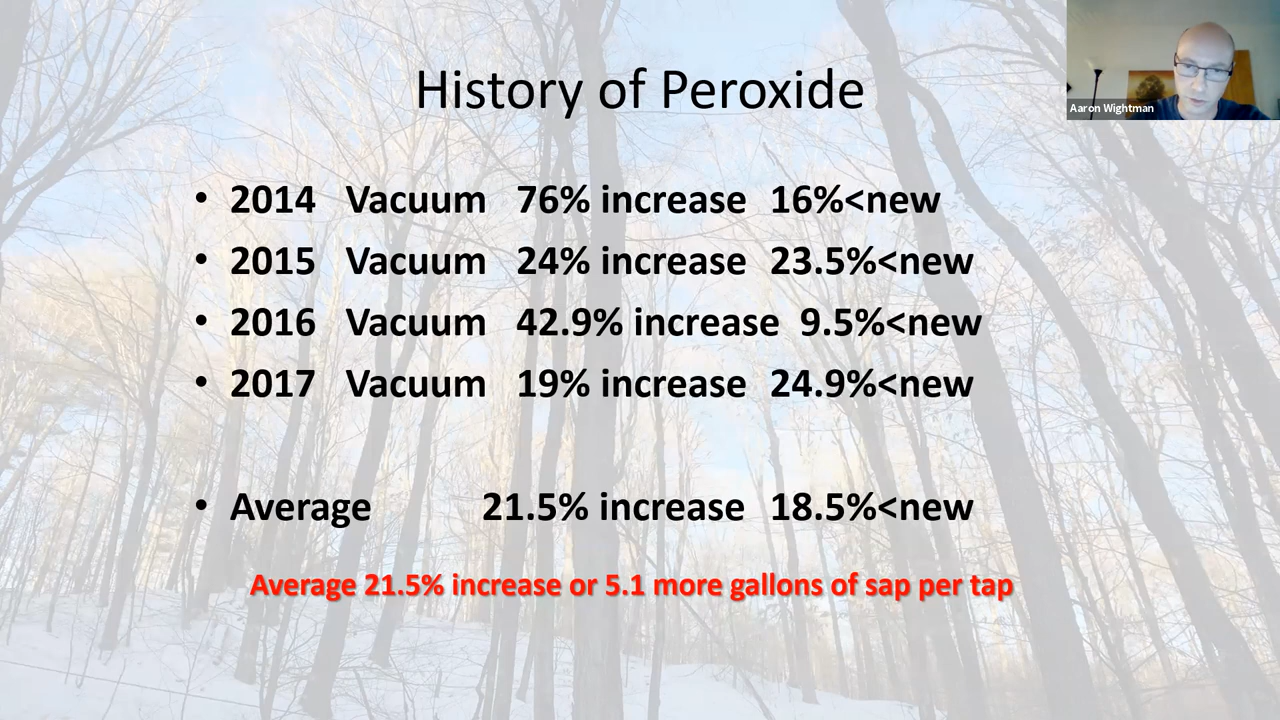 History of Peroxide
Aaron Wightman
• 2014 Vacuum 76% increase 16%<new
• 2015 Vacuum 24% increase 23.5%<new
• 2016 Vacuum 42.9% increase 9.5%<new
• 2017 Vacuum 19% increase 24.9%<new
• Average 21.5% increase 18.5%<new
Average 21.5% increase or 5.1 more gallons of sap per tap